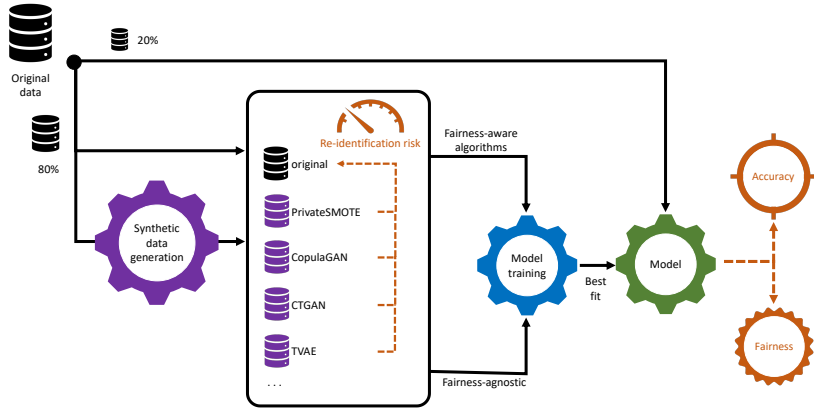 20%
Original
data
80%
Re-identification risk
original
PrivateSMOTE
CopulaGAN
CTGAN
TVAE
. . .
Synthetic
data
generation
Fairness-aware
algorithms
Fairness-agnostic
Model
training
Best
fit
Model
Accuracy
Fairness